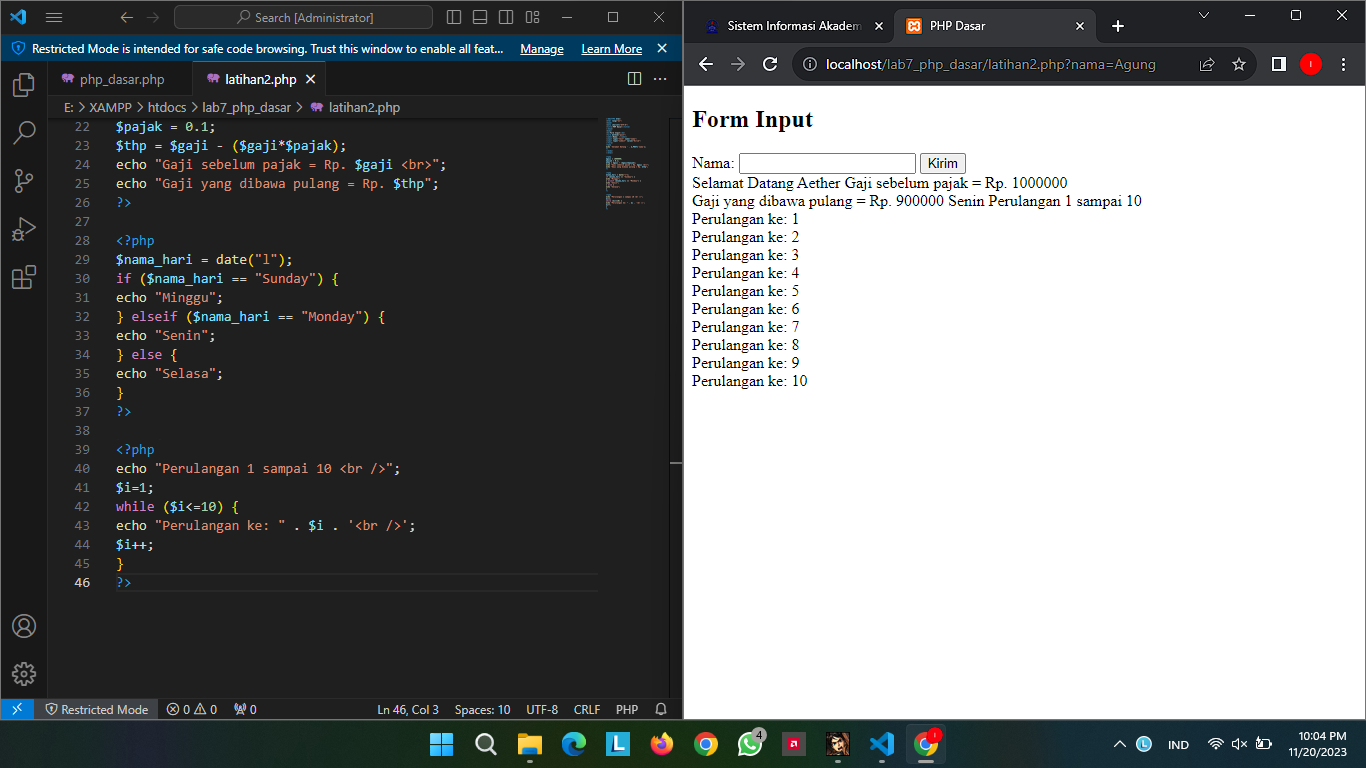 Search [Administrator]
Restricted Mode is intended for safe code browsing. Trust this window to enable all feat... Manage Learn More
php_dasar.php
latihan2.php
E: > XAMPP > htdocs > lab7_php_dasar > latihan2.php
22 $pajak = 0.1;
23 $thp = $gaji - ($gaji*$pajak);
24 echo "Gaji sebelum pajak = Rp. $gaji <br>";
25 echo "Gaji yang dibawa pulang = Rp. $thp";
26 ?>
27
28 <?php
29 $nama_hari = date("l");
30 if ($nama_hari == "Sunday") {
31 echo "Minggu";
32 } elseif ($nama_hari == "Monday") {
33 echo "Senin";
34 } else {
35 echo "Selasa";
36 }
37 ?>
38
39 <?php
40 echo "Perulangan 1 sampai 10 <br />";
41 $i=1;
42 while ($i<=10) {
43 echo "Perulangan ke: " . $i . '<br />';
44 $i++;
45 }
46 ?>
Restricted Mode 0 0 0 Ln 46, Col 3 Spaces: 10 UTF-8 CRLF PHP
Sistem Informasi Akadem
PHP Dasar
localhost/lab7_php_dasar/latihan2.php?nama=Agung
Form Input
Nama: Kirim
Selamat Datang Aether Gaji sebelum pajak = Rp. 1000000
Gaji yang dibawa pulang = Rp. 900000 Senin Perulangan 1 sampai 10
Perulangan ke: 1
Perulangan ke: 2
Perulangan ke: 3
Perulangan ke: 4
Perulangan ke: 5
Perulangan ke: 6
Perulangan ke: 7
Perulangan ke: 8
Perulangan ke: 9
Perulangan ke: 10
4
IND
10:04 PM
11/20/2023